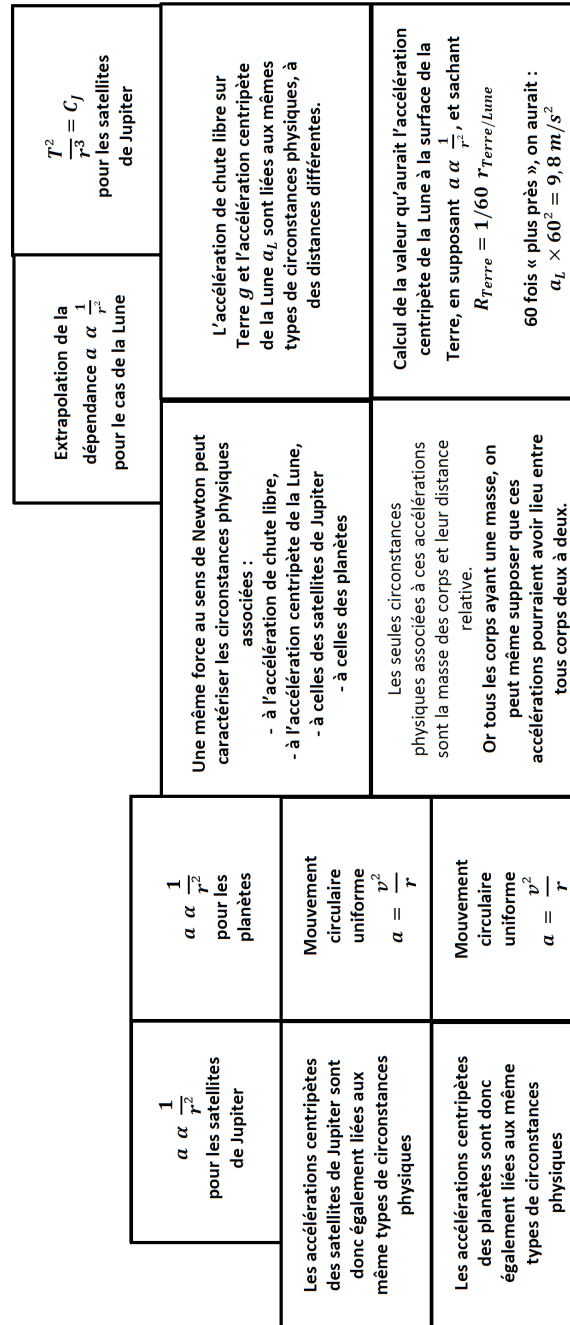 a α 1/r²
pour les satellites
de Jupiter
Les accélérations centripètes
des satellites de Jupiter sont
donc également liées aux
même types de circonstances
physiques
Les accélérations centripètes
des planètes sont donc
également liées aux même
types de circonstances
physiques
a α 1/r²
pour les
planètes
Mouvement
circulaire
uniforme
a = v²/r
Mouvement
circulaire
uniforme
a = v²/r
Une même force au sens de Newton peut
caractériser les circonstances physiques
associées :
- à l'accélération de chute libre,
- à l'accélération centripète de la Lune,
- à celles des satellites de Jupiter
- à celles des planètes
Les seules circonstances
physiques associées à ces accélérations
sont la masse des corps et leur distance
relative.
Or tous les corps ayant une masse, on
peut même supposer que ces
accélérations pourraient avoir lieu entre
tous corps deux à deux.
Extrapolation de la
dépendance a α 1/r²
pour le cas de la Lune
T²/r³ = C_J
pour les satellites
de Jupiter
L'accélération de chute libre sur
Terre g et l'accélération centripète
de la Lune a_L sont liées aux mêmes
types de circonstances physiques, à
des distances différentes.
Calcul de la valeur qu'aurait l'accélération
centripète de la Lune à la surface de la
Terre, en supposant a α 1/r², et sachant
R_Terre = 1/60 r_Terre/Lune
60 fois « plus près », on aurait :
a_L × 60² = 9,8 m/s²